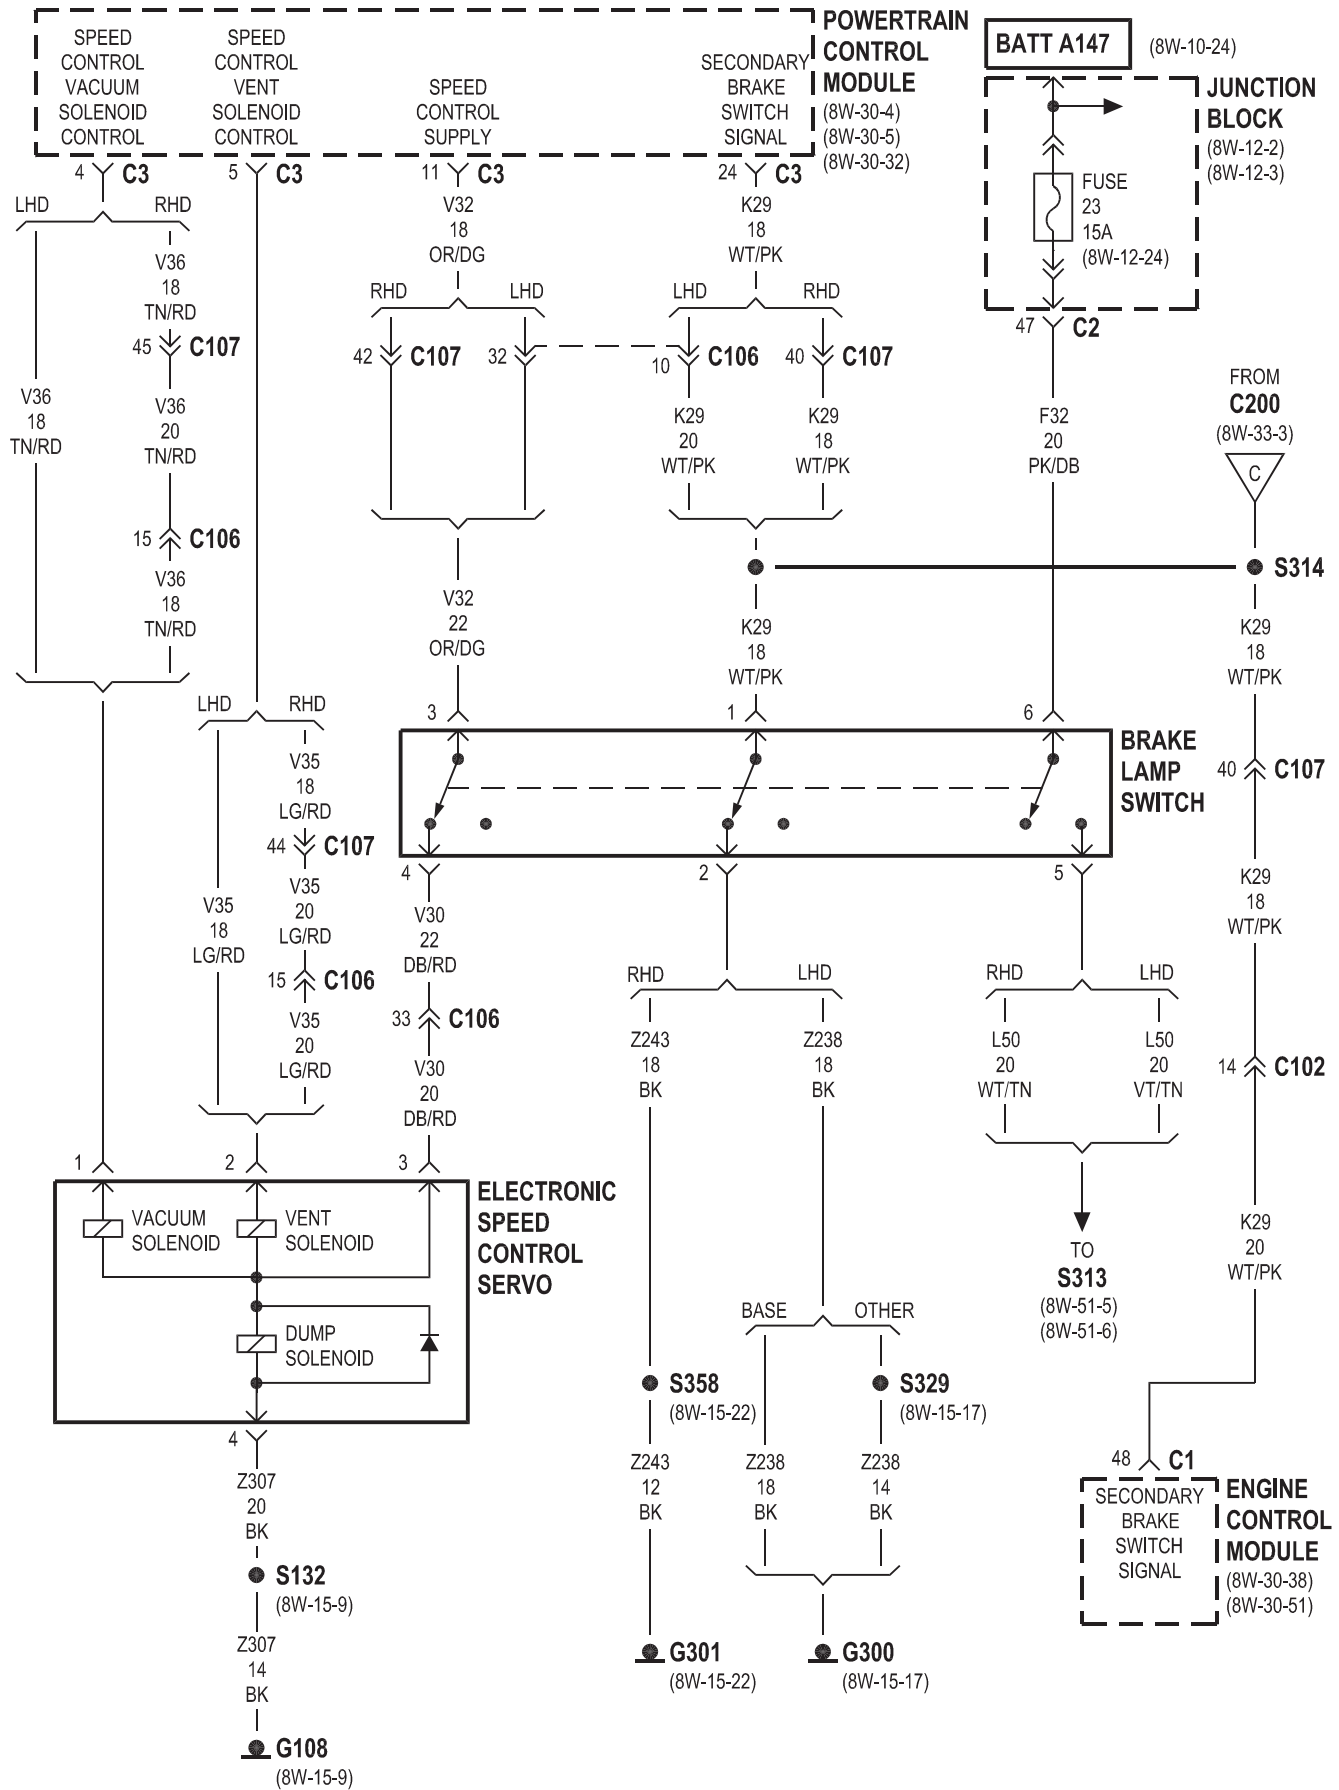 SPEED
CONTROL
VACUUM
SOLENOID
CONTROL
SPEED
CONTROL
VENT
SOLENOID
CONTROL
SPEED
CONTROL
SUPPLY
SECONDARY
BRAKE
SWITCH
SIGNAL
POWERTRAIN
CONTROL
MODULE
(8W-30-4)
(8W-30-5)
(8W-30-32)
BATT A147
(8W-10-24)
JUNCTION
BLOCK
(8W-12-2)
(8W-12-3)
FUSE
23
15A
(8W-12-24)
4 C3
5 C3
11 C3
24 C3
47 C2
LHD
RHD
V36
18
TN/RD
45 C107
V36
18
TN/RD
V36
20
TN/RD
15 C106
V36
18
TN/RD
V32
18
OR/DG
RHD
LHD
42 C107
32
K29
18
WT/PK
LHD
RHD
10 C106
40 C107
K29
20
WT/PK
K29
18
WT/PK
F32
20
PK/DB
FROM
C200
(8W-33-3)
C
S314
V32
22
OR/DG
K29
18
WT/PK
K29
18
WT/PK
LHD
RHD
V35
18
LG/RD
44 C107
V35
18
LG/RD
V35
20
LG/RD
15 C106
V35
20
LG/RD
3
1
6
BRAKE
LAMP
SWITCH
40 C107
4
2
5
V30
22
DB/RD
33 C106
V30
20
DB/RD
K29
18
WT/PK
RHD
LHD
Z243
18
BK
Z238
18
BK
RHD
LHD
L50
20
WT/TN
L50
20
VT/TN
14 C102
TO
S313
(8W-51-5)
(8W-51-6)
K29
20
WT/PK
1
2
3
VACUUM
SOLENOID
VENT
SOLENOID
DUMP
SOLENOID
ELECTRONIC
SPEED
CONTROL
SERVO
4
BASE
OTHER
S358
(8W-15-22)
S329
(8W-15-17)
Z243
12
BK
Z238
18
BK
Z238
14
BK
48 C1
SECONDARY
BRAKE
SWITCH
SIGNAL
ENGINE
CONTROL
MODULE
(8W-30-38)
(8W-30-51)
Z307
20
BK
S132
(8W-15-9)
Z307
14
BK
G301
(8W-15-22)
G300
(8W-15-17)
G108
(8W-15-9)